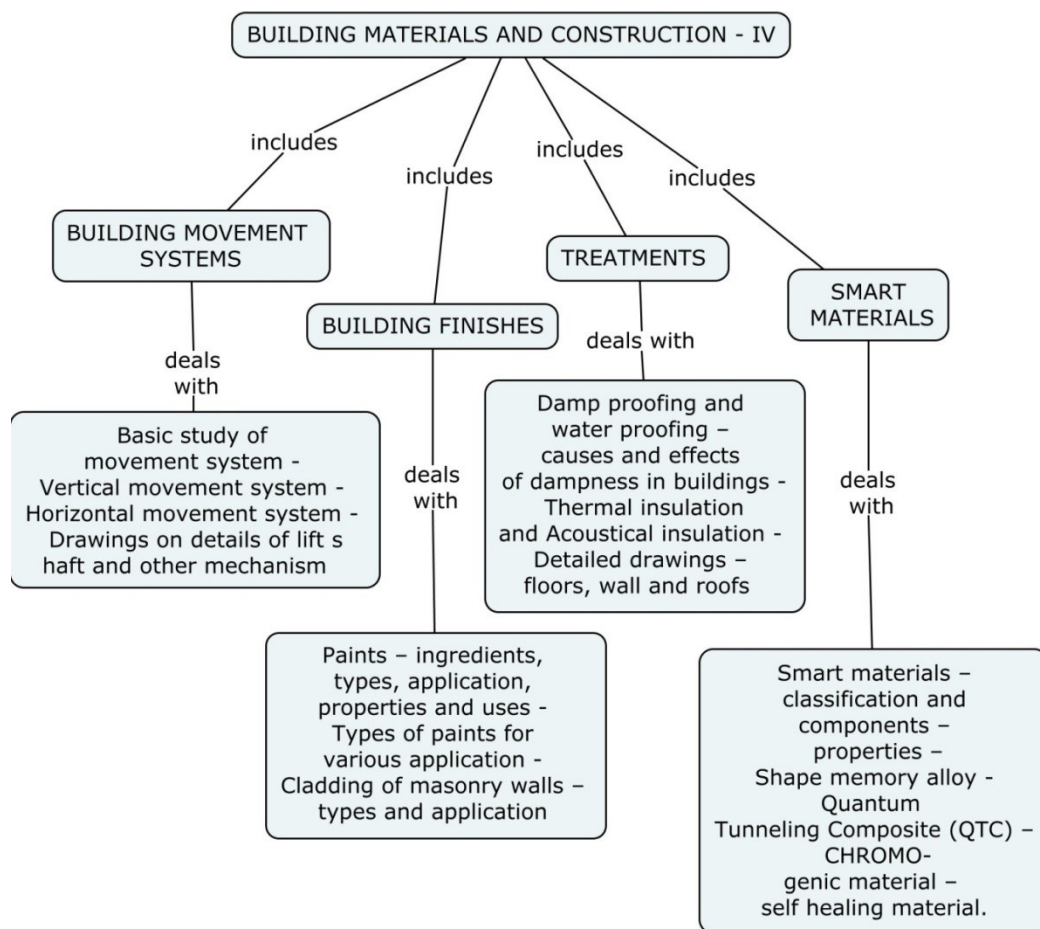 BUILDING MATERIALS AND CONSTRUCTION - IV
includes
includes
includes
includes
BUILDING MOVEMENT
SYSTEMS
deals
with
Basic study of
movement system -
Vertical movement system -
Horizontal movement system -
Drawings on details of lift s
haft and other mechanism
BUILDING FINISHES
deals
with
Paints – ingredients,
types, application,
properties and uses -
Types of paints for
various application -
Cladding of masonry walls –
types and application
TREATMENTS
deals with
Damp proofing and
water proofing –
causes and effects
of dampness in buildings -
Thermal insulation
and Acoustical insulation -
Detailed drawings –
floors, wall and roofs
SMART
MATERIALS
deals
with
Smart materials –
classification and
components –
properties –
Shape memory alloy -
Quantum
Tunneling Composite (QTC) –
CHROMO-
genic material –
self healing material.